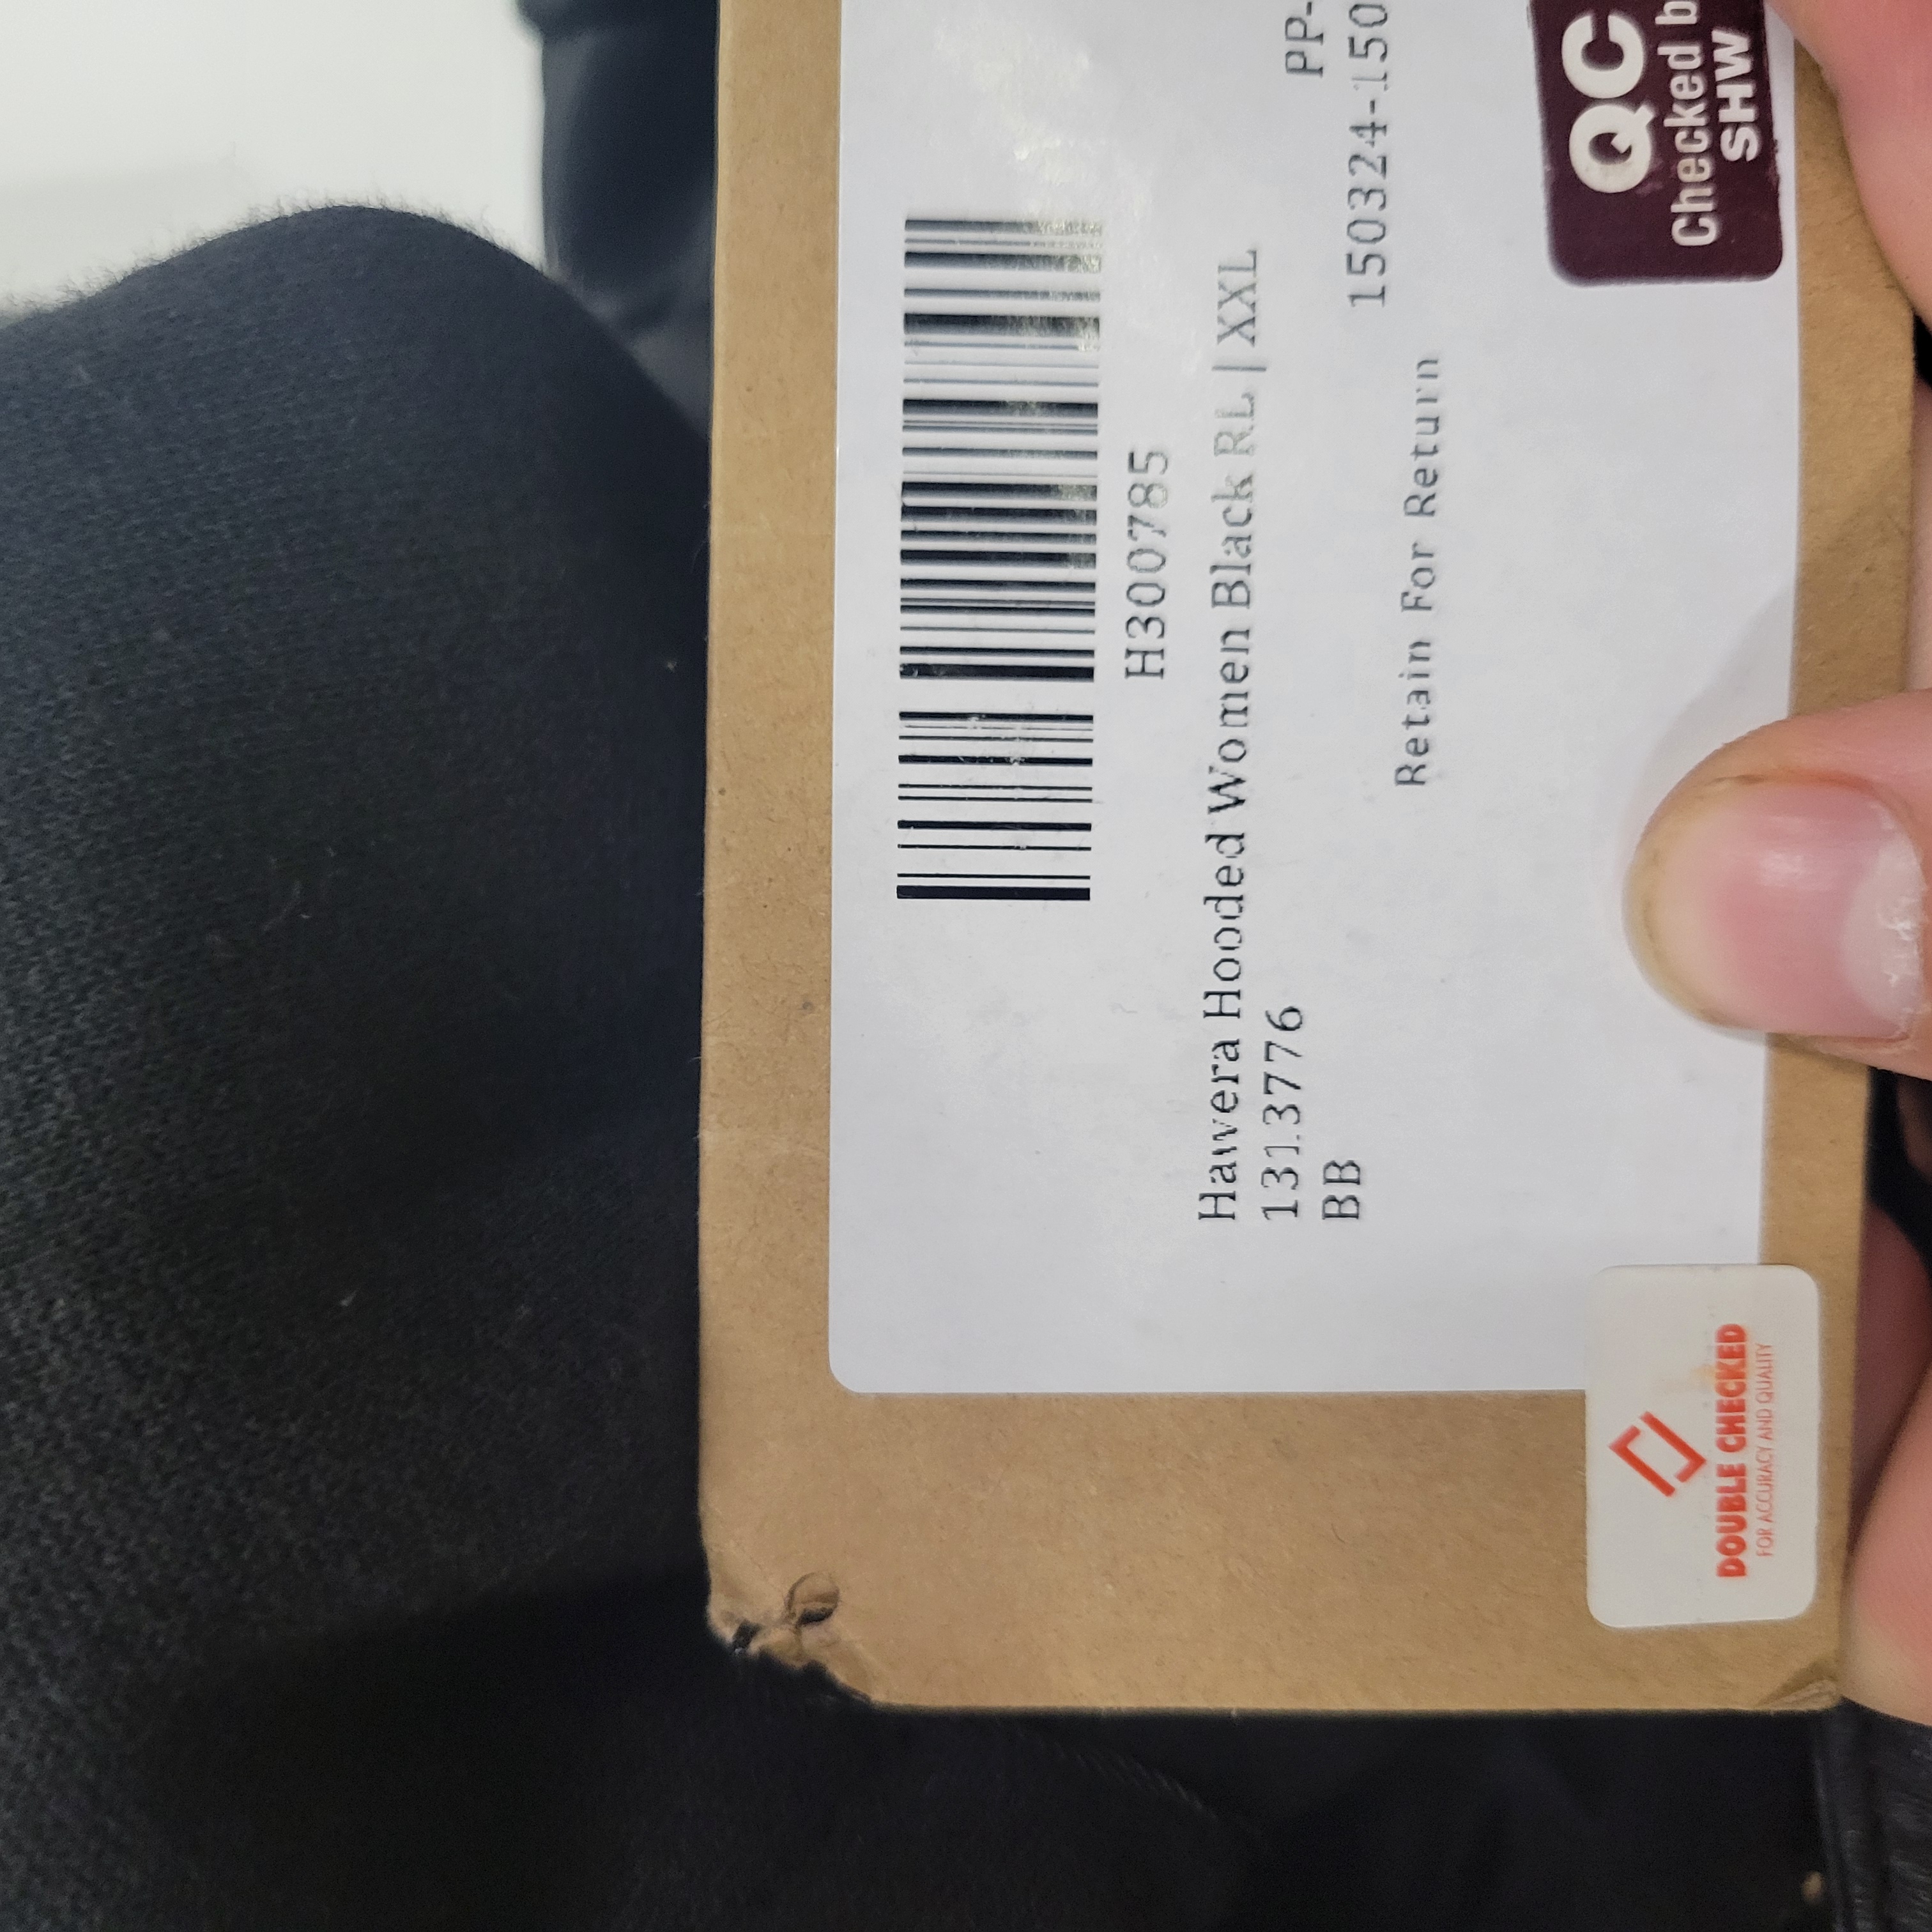 H300785
Hawera Hooded Women Black RL | XXL
1313776
PP-
BB
150324-150
Retain For Return
QC
Checked b
SHW
DOUBLE CHECKED
FOR ACCURACY AND QUALITY